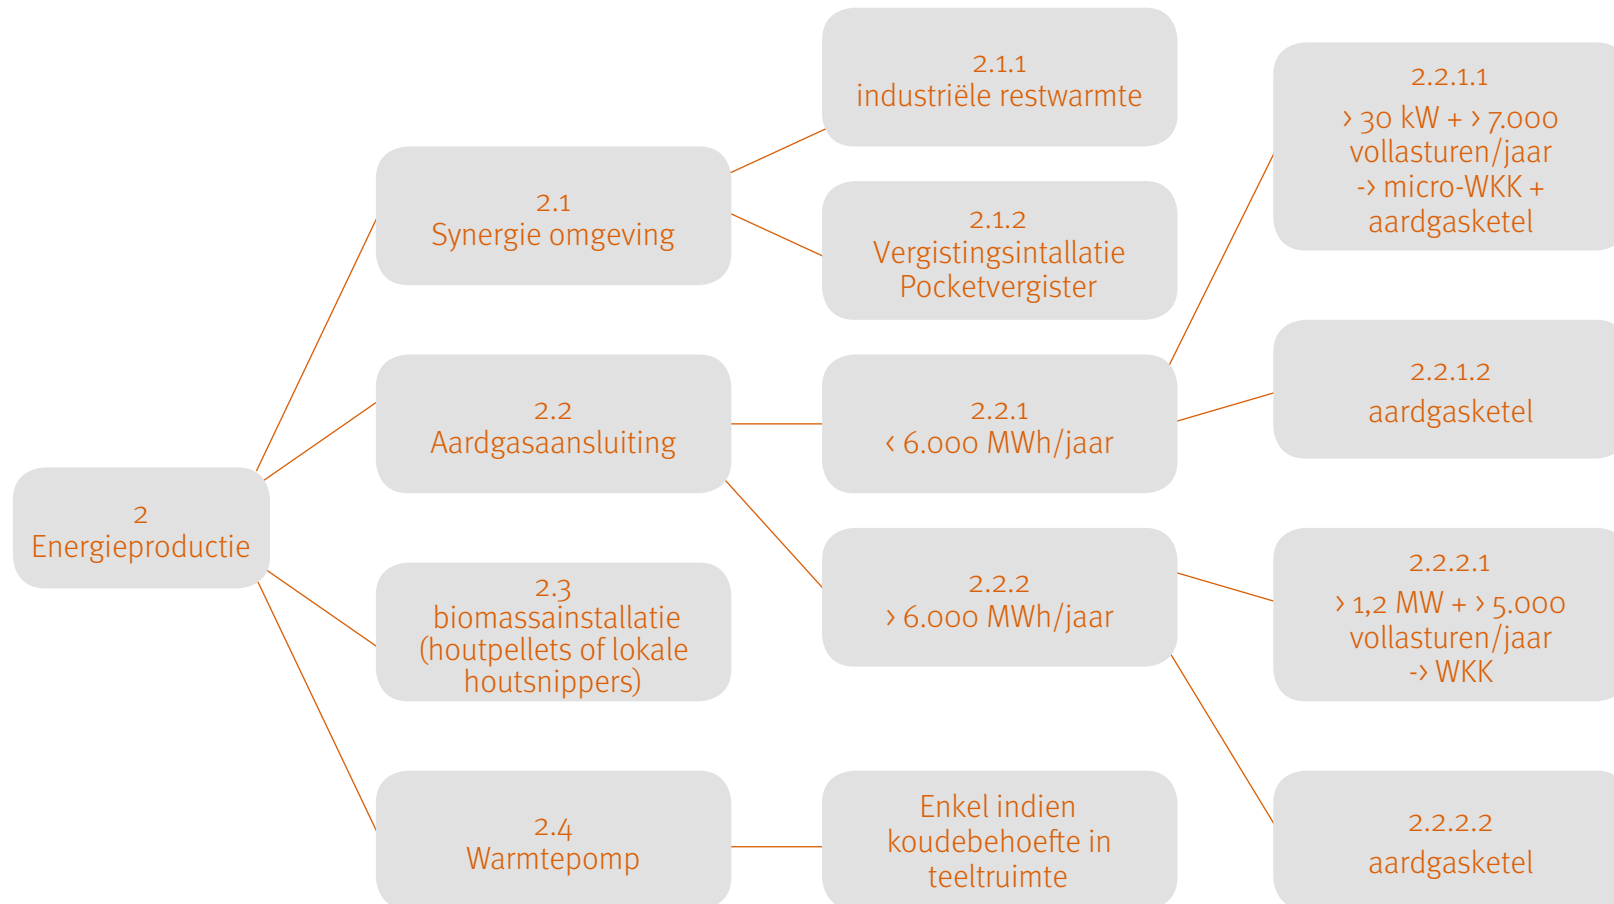 2
Energieproductie
2.1
Synergie omgeving
2.2
Aardgasaansluiting
2.3
biomassainstallatie
(houtpellets of lokale
houtsnippers)
2.4
Warmtepomp
2.1.1
industriële restwarmte
2.1.2
Vergistingsintallatie
Pocketvergister
2.2.1
< 6.000 MWh/jaar
2.2.2
> 6.000 MWh/jaar
Enkel indien
koudebehoefte in
teeltruimte
2.2.1.1
> 30 kW + > 7.000
vollasturen/jaar
-> micro-WKK +
aardgasketel
2.2.1.2
aardgasketel
2.2.2.1
> 1,2 MW + > 5.000
vollasturen/jaar
-> WKK
2.2.2.2
aardgasketel